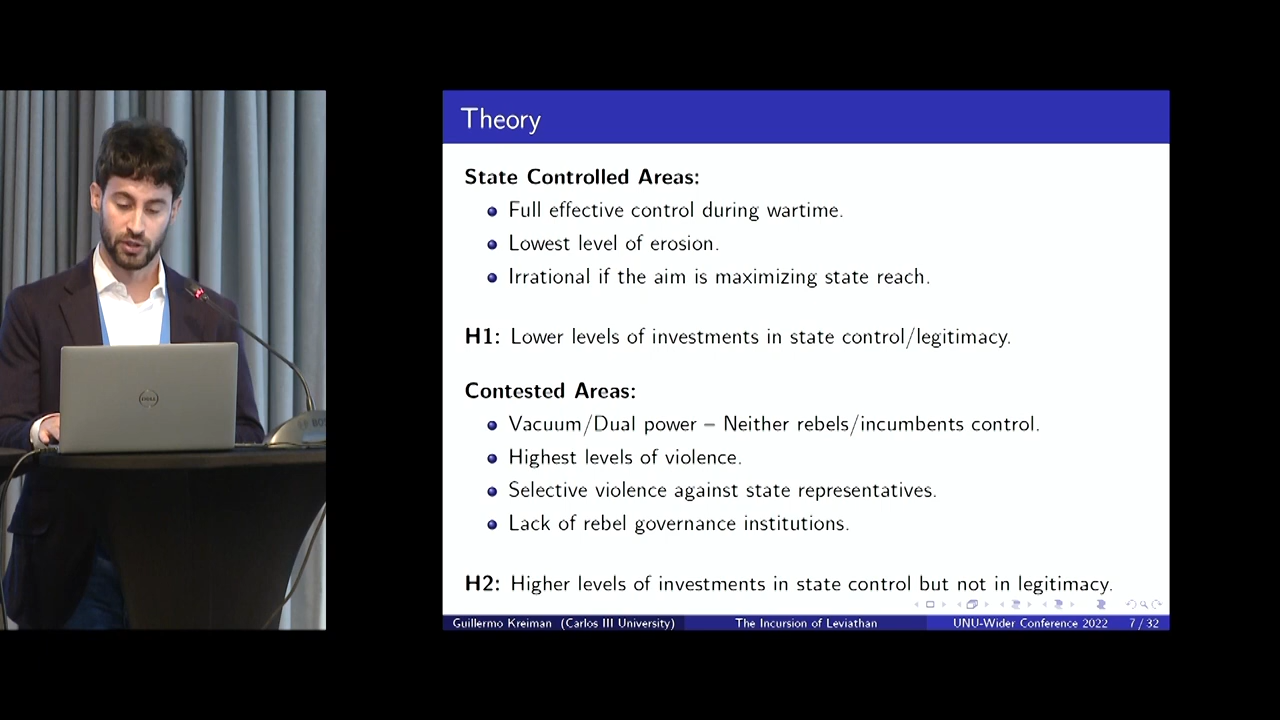 Theory
State Controlled Areas:
Full effective control during wartime.
Lowest level of erosion.
Irrational if the aim is maximizing state reach.
H1: Lower levels of investments in state control/legitimacy.
Contested Areas:
Vacuum/Dual power – Neither rebels/incumbents control.
Highest levels of violence.
Selective violence against state representatives.
Lack of rebel governance institutions.
H2: Higher levels of investments in state control but not in legitimacy.
Guillermo Kreiman (Carlos III University) The Incursion of Leviathan UNU-Wider Conference 2022 7 / 32
DELL